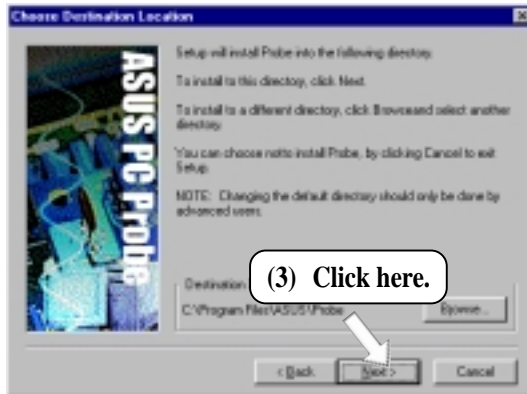 Choose Destination Location
ASUS PC Probe
Setup will install Probe into the following directory.
To install to this directory, click Next.
To install to a different directory, click Browseand select another
directory.
You can choose notto install Probe, by clicking Cancel to exit
Setup.
NOTE: Changing the default directory should only be done by
advanced users.
(3) Click here.
Destination
C:\Program Files\ASUS\Probe
Browse...
< Back
Next >
Cancel